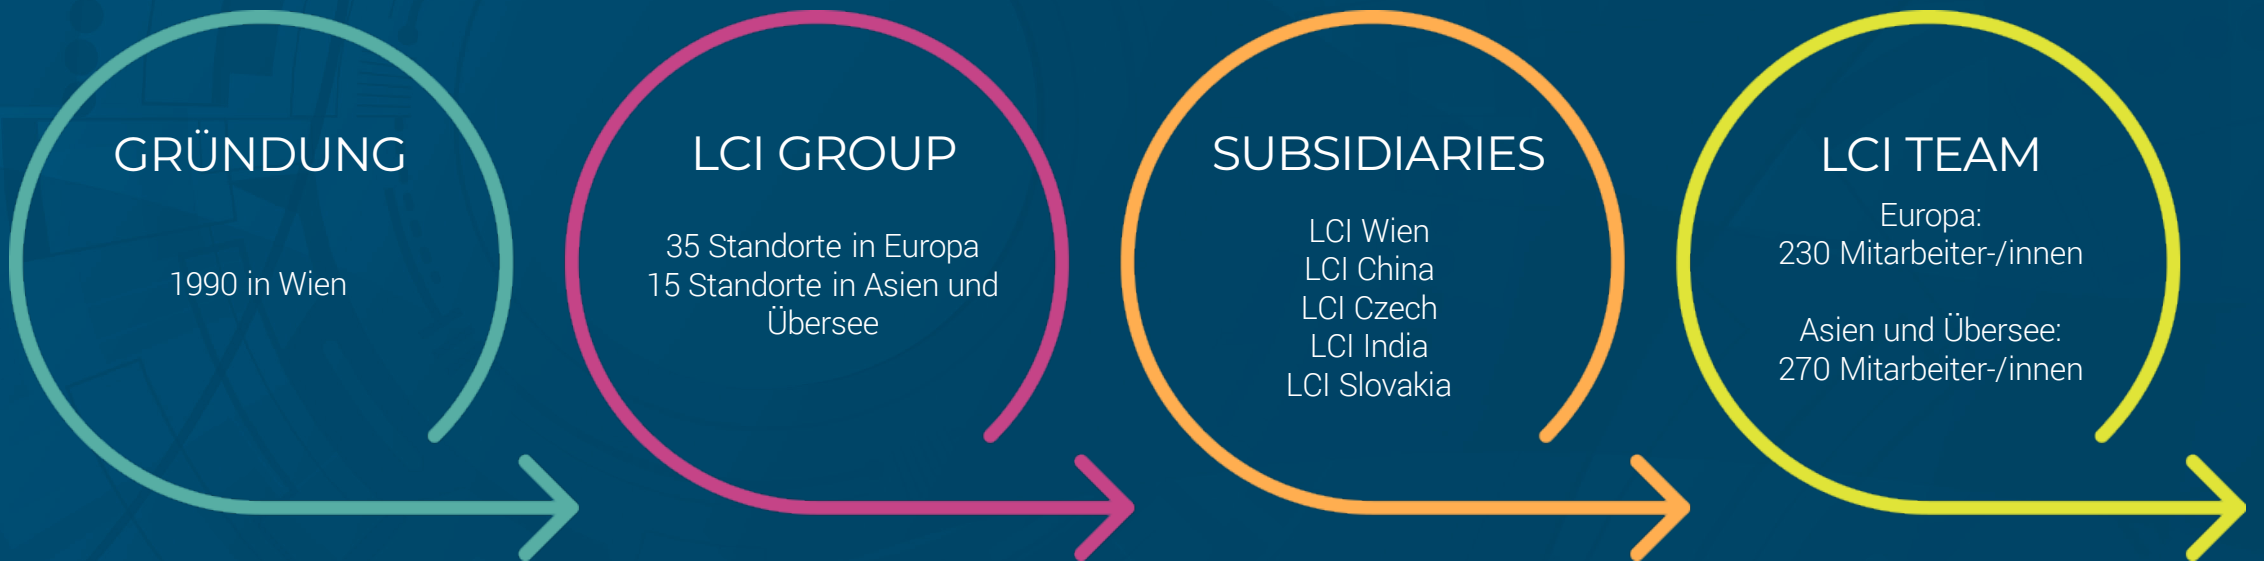 GRÜNDUNG
1990 in Wien
LCI GROUP
35 Standorte in Europa
15 Standorte in Asien und
Übersee
SUBSIDIARIES
LCI Wien
LCI China
LCI Czech
LCI India
LCI Slovakia
LCI TEAM
Europa:
230 Mitarbeiter-/innen
Asien und Übersee:
270 Mitarbeiter-/innen